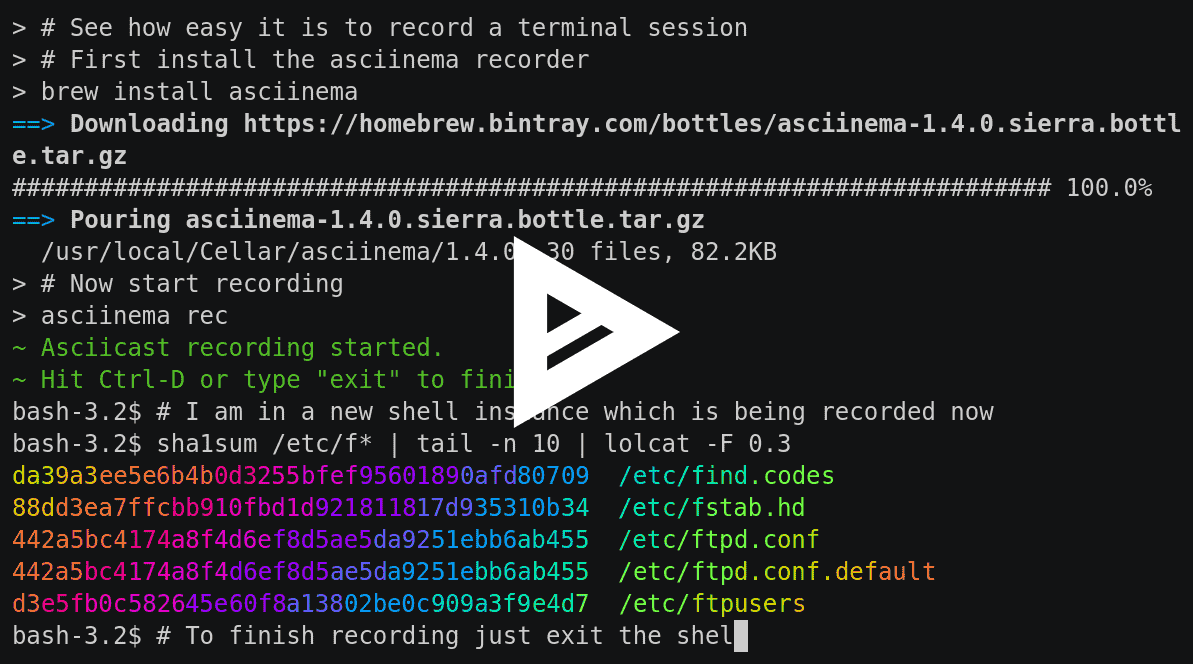 > # See how easy it is to record a terminal session
> # First install the asciinema recorder
> brew install asciinema
==> Downloading https://homebrew.bintray.com/bottles/asciinema-1.4.0.sierra.bottl
e.tar.gz
######################################################################## 100.0%
==> Pouring asciinema-1.4.0.sierra.bottle.tar.gz
/usr/local/Cellar/asciinema/1.4.0 30 files, 82.2KB
> # Now start recording
> asciinema rec
~ Asciicast recording started.
~ Hit Ctrl-D or type "exit" to
bash-3.2$ # I am in a new shell which is being recorded now
bash-3.2$ sha1sum /etc/f* | tail -n 10 | lolcat -F 0.3
da39a3ee5e6b4b0d3255bfef95601890afd80709 /etc/find.codes
88dd3ea7ffcbb910fbd1d921811817d935310b34 /etc/fstab.hd
442a5bc4174a8f4d6ef8d5ae5da9251ebb6ab455 /etc/ftpd.conf
442a5bc4174a8f4d6ef8d5ae5da9251ebb6ab455 /etc/ftpd.conf.default
d3e5fb0c582645e60f8a13802be0c909a3f9e4d7 /etc/ftpusers
bash-3.2$ # To finish recording just exit the shel